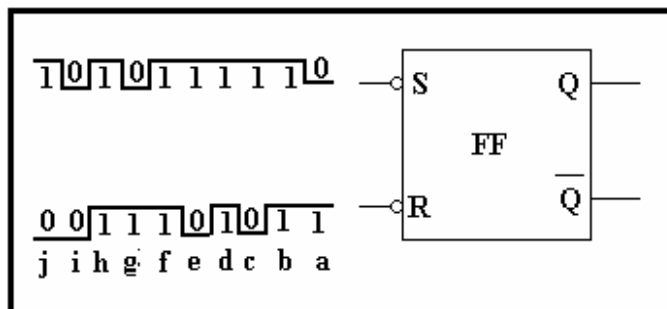 1 0 1 0 1 1 1 1 1 0
S Q
FF
R Q̅
0 0 1 1 1 0 1 0 1 1
j i h g f e d c b a